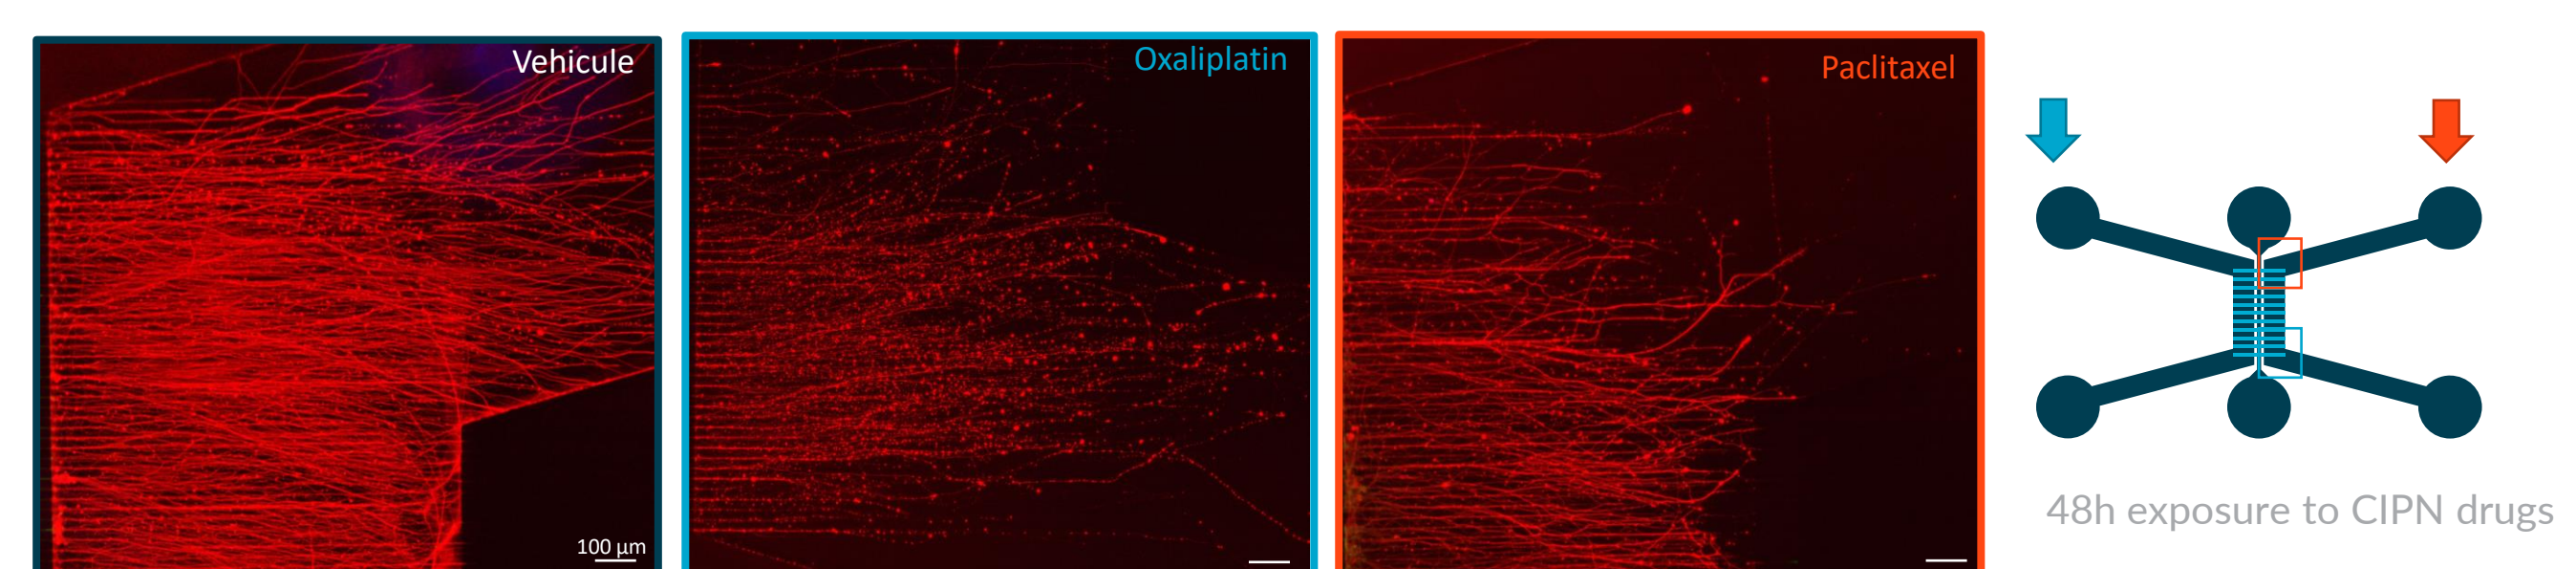 Vehicule
Oxaliplatin
Paclitaxel
100 µm
48h exposure to CIPN drugs